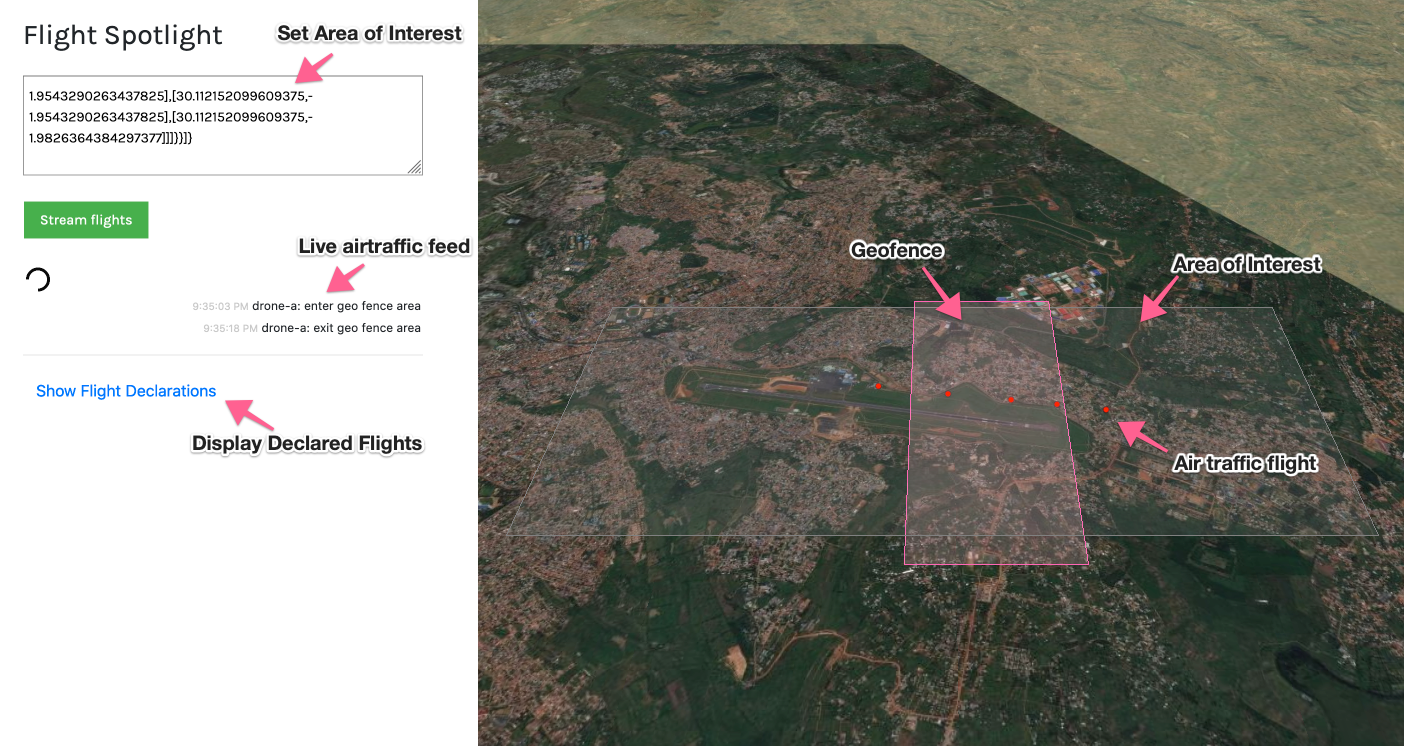 Flight Spotlight
Set Area of Interest
1.9543290263437825],[30.112152099609375,-
1.9543290263437825],[30.112152099609375,-
1.98263643842973​77]]]}}]}
Stream flights
Live airtraffic feed
9:35:03 PM drone-a: enter geo fence area
9:35:18 PM drone-a: exit geo fence area
Show Flight Declarations
Display Declared Flights
Geofence
Area of Interest
Air traffic flight